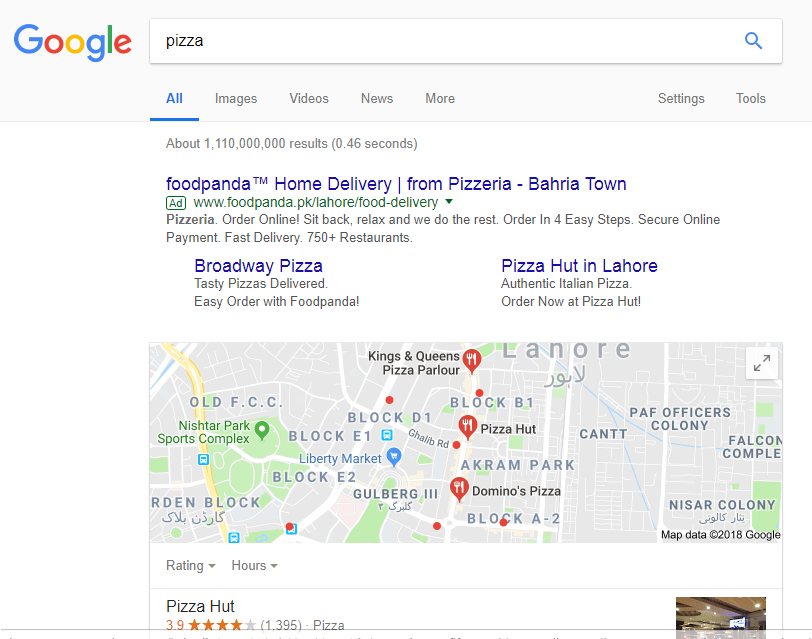 Google
pizza
All Images Videos News More Settings Tools
About 1,110,000,000 results (0.46 seconds)
foodpanda™ Home Delivery | from Pizzeria - Bahria Town
Ad www.foodpanda.pk/lahore/food-delivery
Pizzeria. Order Online! Sit back, relax and we do the rest. Order In 4 Easy Steps. Secure Online
Payment. Fast Delivery. 750+ Restaurants.
Broadway Pizza
Tasty Pizzas Delivered.
Easy Order with Foodpanda!
Pizza Hut in Lahore
Authentic Italian Pizza.
Order Now at Pizza Hut!
Lahore
لاہور
Kings & Queens
Pizza Parlour
OLD F.C.C.
BLOCK B1
BLOCK D1
PAF OFFICERS
COLONY
Nishtar Park
Sports Complex
BLOCK E1
Ghalib Rd
Pizza Hut
CANTT
FALCON
COMPLE
Liberty Market
AKRAM PARK
BLOCK E2
GULBERG III
گلبرگ ۳
Domino's Pizza
RDEN BLOCK
گارڈن بلاک
BLOCK A-2
NISAR COLONY
نثار کالونی
Map data ©2018 Google
Rating Hours
Pizza Hut
3.9 (1,395) · Pizza